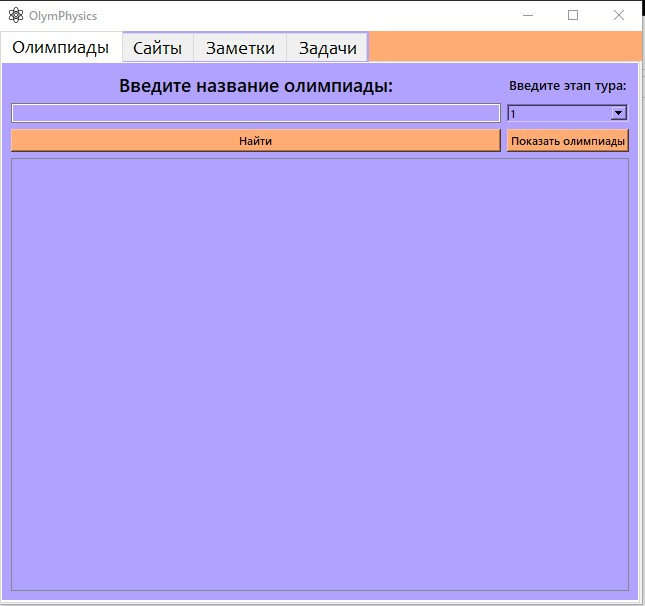 OlymPhysics
Олимпиады Сайты Заметки Задачи
Введите название олимпиады: Введите этап тура:
1
Найти Показать олимпиады